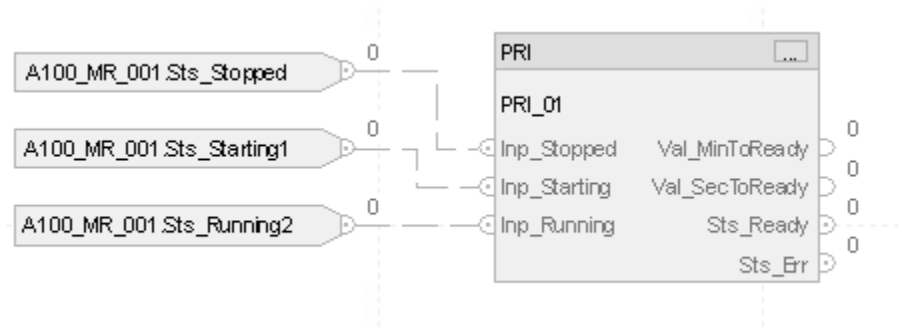 0
PRI
...
A100_MR_001.Sts_Stopped
PRI_01
0
0
A100_MR_001.Sts_Starting1
Inp_Stopped
Val_MinToReady
0
Inp_Starting
Val_SecToReady
0
0
A100_MR_001.Sts_Running2
Inp_Running
Sts_Ready
0
Sts_Err